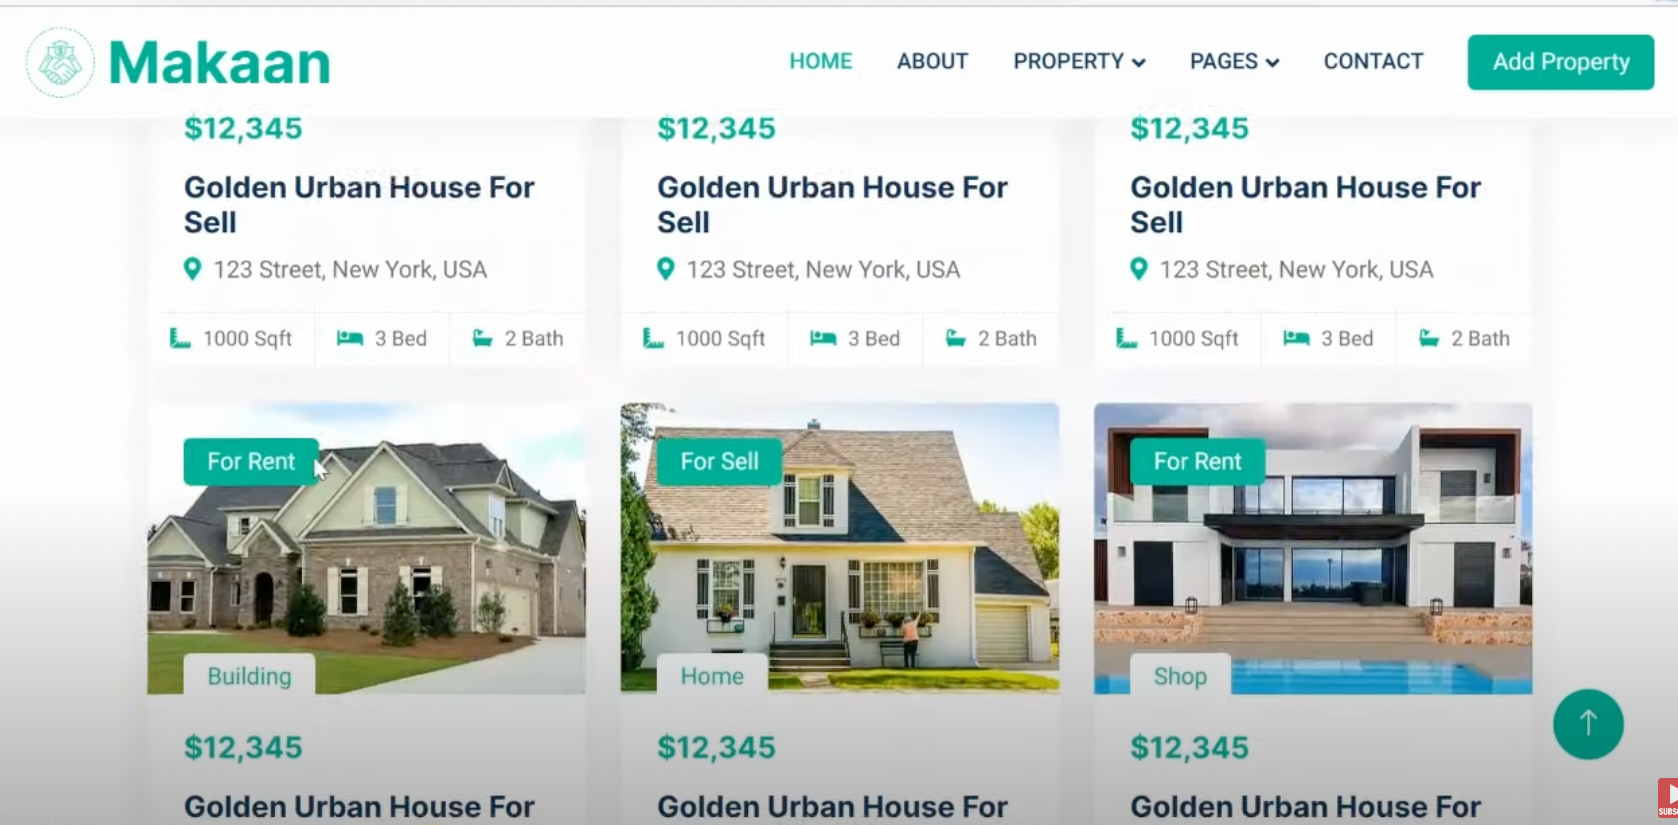 Makaan
HOME
ABOUT
PROPERTY
PAGES
CONTACT
Add Property
$12,345
$12,345
$12,345
Golden Urban House For
Sell
Golden Urban House For
Sell
Golden Urban House For
Sell
123 Street, New York, USA
123 Street, New York, USA
123 Street, New York, USA
1000 Sqft
3 Bed
2 Bath
1000 Sqft
3 Bed
2 Bath
1000 Sqft
3 Bed
2 Bath
For Rent
For Sell
For Rent
Building
Home
Shop
$12,345
$12,345
$12,345
Golden Urban House For
Golden Urban House For
Golden Urban House For